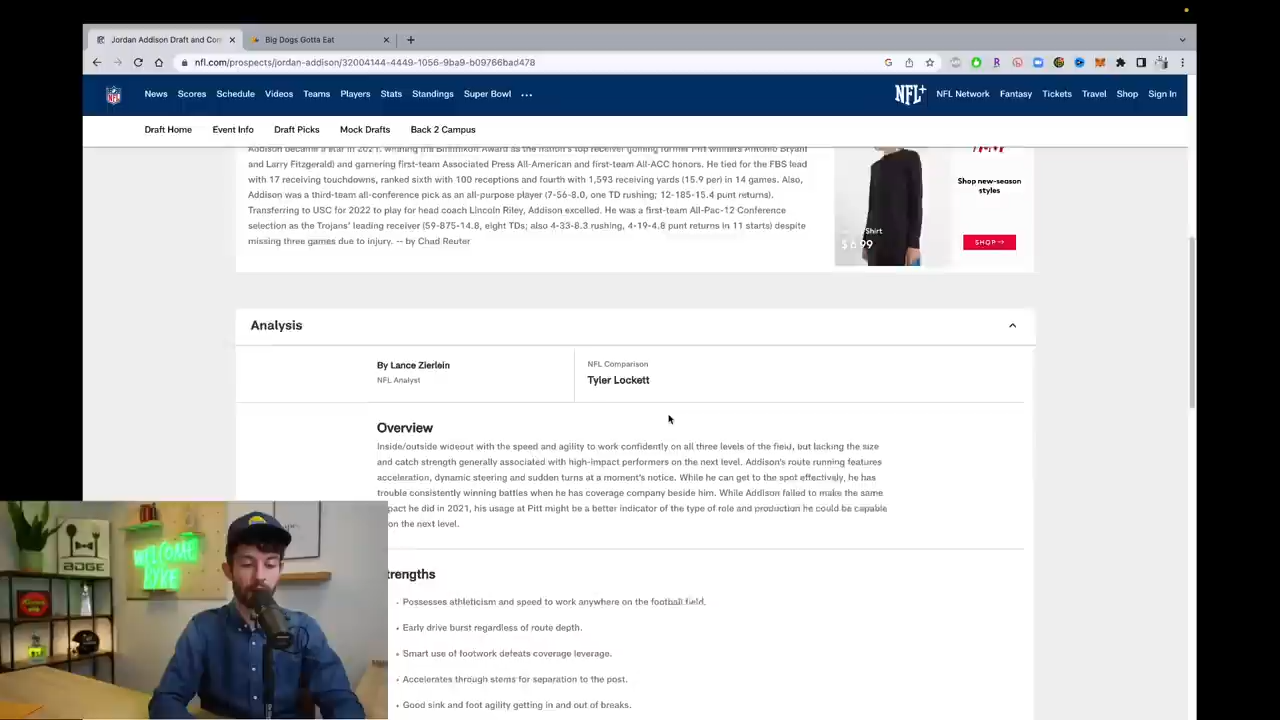 Jordan Addison Draft and Com
Big Dogs Gotta Eat
nfl.com/prospects/jordan-addison/32004144-4449-1056-9ba9-b09766bad478
NFL
News Scores Schedule Videos Teams Players Stats Standings Super Bowl ...
NFL+ NFL Network Fantasy Tickets Travel Shop Sign In
Draft Home Event Info Draft Picks Mock Drafts Back 2 Campus
Addison became a star in 2021, winning the Biletnikoff Award as the nation's top receiver (joining former Pitt winners Antonio Bryant
and Larry Fitzgerald) and garnering first-team Associated Press All-American and first-team All-ACC honors. He tied for the FBS lead
with 17 receiving touchdowns, ranked sixth with 100 receptions and fourth with 1,593 receiving yards (15.9 per) in 14 games. Also,
Addison was a third-team all-conference pick as an all-purpose player (7-56-8.0, one TD rushing; 12-185-15.4 punt returns).
Transferring to USC for 2022 to play for head coach Lincoln Riley, Addison excelled. He was a first-team All-Pac-12 Conference
selection as the Trojans' leading receiver (59-875-14.8, eight TDs; also 4-33-8.3 rushing, 4-19-4.8 punt returns in 11 starts) despite
missing three games due to injury. -- by Chad Reuter
Shop new-season
styles
Shirt
$ 6.99
SHOP
Analysis
By Lance Zierlein
NFL Analyst
NFL Comparison
Tyler Lockett
Overview
Inside/outside wideout with the speed and agility to work confidently on all three levels of the field, but lacking the size
and catch strength generally associated with high-impact performers on the next level. Addison's route running features
acceleration, dynamic steering and sudden turns at a moment's notice. While he can get to the spot effectively, he has
trouble consistently winning battles when he has coverage company beside him. While Addison failed to make the same
pact he did in 2021, his usage at Pitt might be a better indicator of the type of role and production he could be capable
on the next level.
trengths
• Possesses athleticism and speed to work anywhere on the football field.
• Early drive burst regardless of route depth.
• Smart use of footwork defeats coverage leverage.
• Accelerates through stems for separation to the post.
• Good sink and foot agility getting in and out of breaks.
WELCOME
BDGE